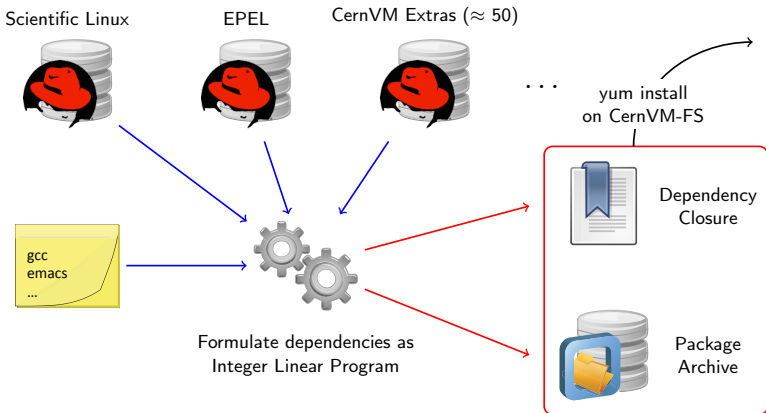 Scientific Linux
EPEL
CernVM Extras (≈ 50)
...
yum install
on CernVM-FS
Dependency
Closure
gcc
emacs
...
Formulate dependencies as
Integer Linear Program
Package
Archive